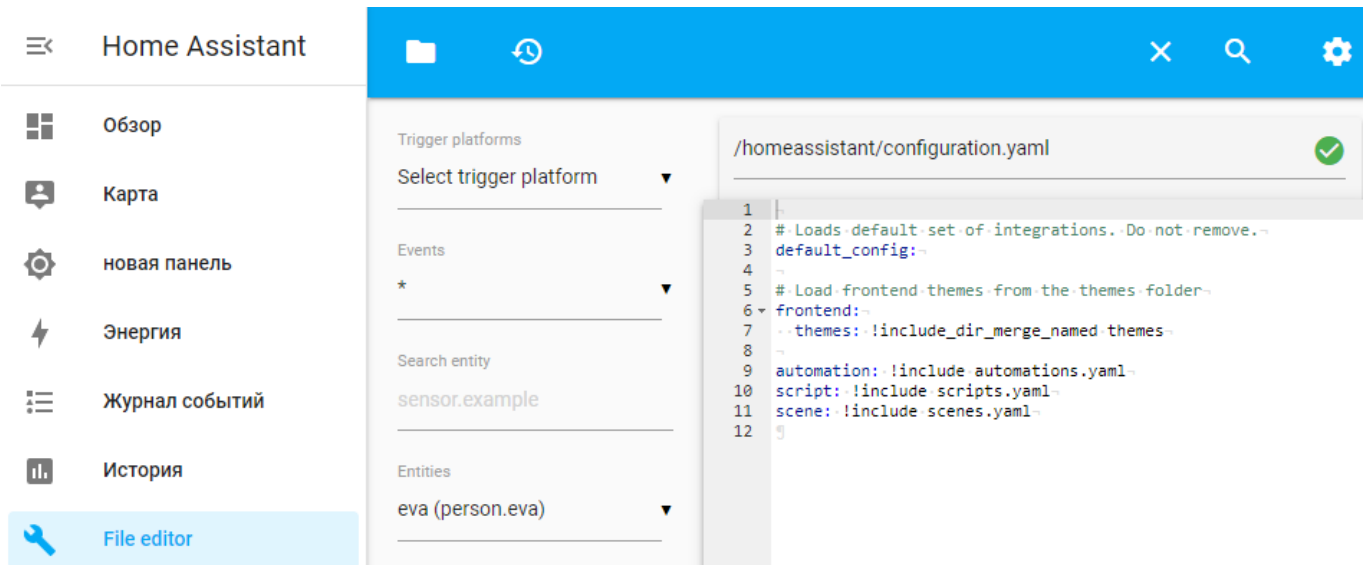 Home Assistant
Обзор
Карта
новая панель
Энергия
Журнал событий
История
File editor
Trigger platforms
Select trigger platform
Events
*
Search entity
sensor.example
Entities
eva (person.eva)
/homeassistant/configuration.yaml
1
2 # Loads default set of integrations. Do not remove.
3 default_config:
4
5 # Load frontend themes from the themes folder
6 frontend:
7   themes: !include_dir_merge_named themes
8
9 automation: !include automations.yaml
10 script: !include scripts.yaml
11 scene: !include scenes.yaml
12